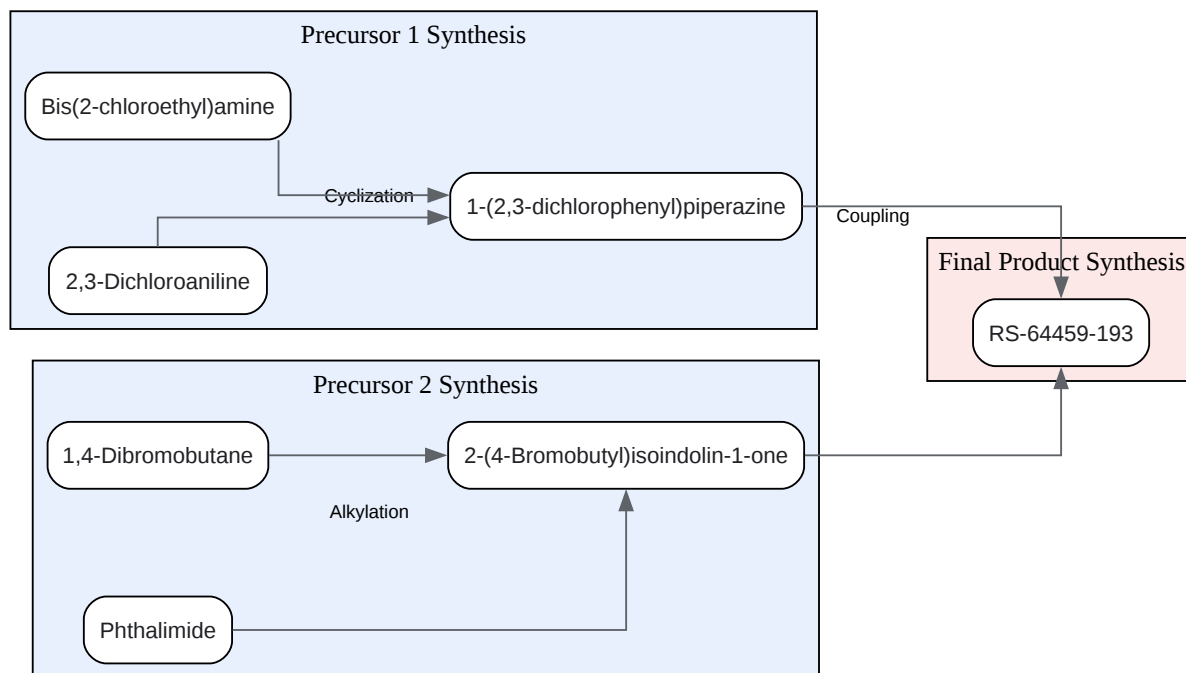 Precursor 1 Synthesis
Bis(2-chloroethyl)amine
Cyclization
1-(2,3-dichlorophenyl)piperazine
Coupling
2,3-Dichloroaniline
Final Product Synthesis
RS-64459-193
Precursor 2 Synthesis
1,4-Dibromobutane
2-(4-Bromobutyl)isoindolin-1-one
Alkylation
Phthalimide